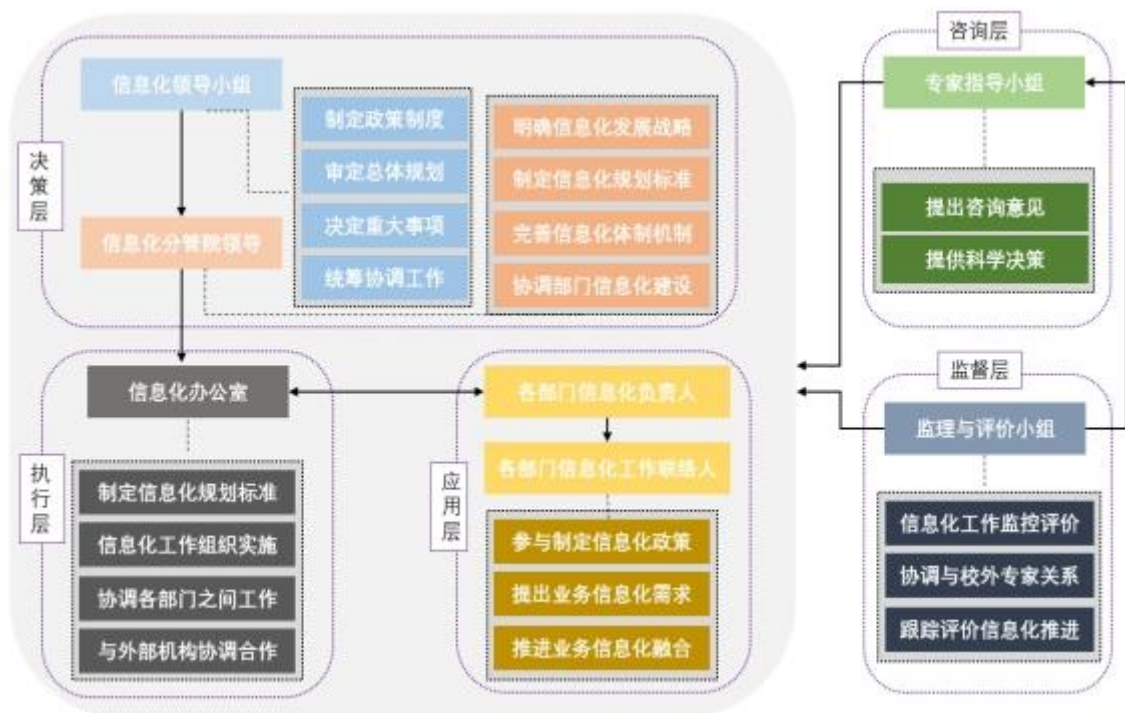 决策层
信息化领导小组
信息化分管院领导
制定政策制度
审定总体规划
决定重大事项
统筹协调工作
明确信息化发展战略
制定信息化规划标准
完善信息化体制机制
协调部门信息化建设
执行层
信息化办公室
制定信息化规划标准
信息化工作组织实施
协调各部门之间工作
与外部机构协调合作
应用层
各部门信息化负责人
各部门信息化工作联络人
参与制定信息化政策
提出业务信息化需求
推进业务信息化融合
咨询层
专家指导小组
提出咨询意见
提供科学决策
监督层
监理与评价小组
信息化工作监控评价
协调与校外专家关系
跟踪评价信息化推进